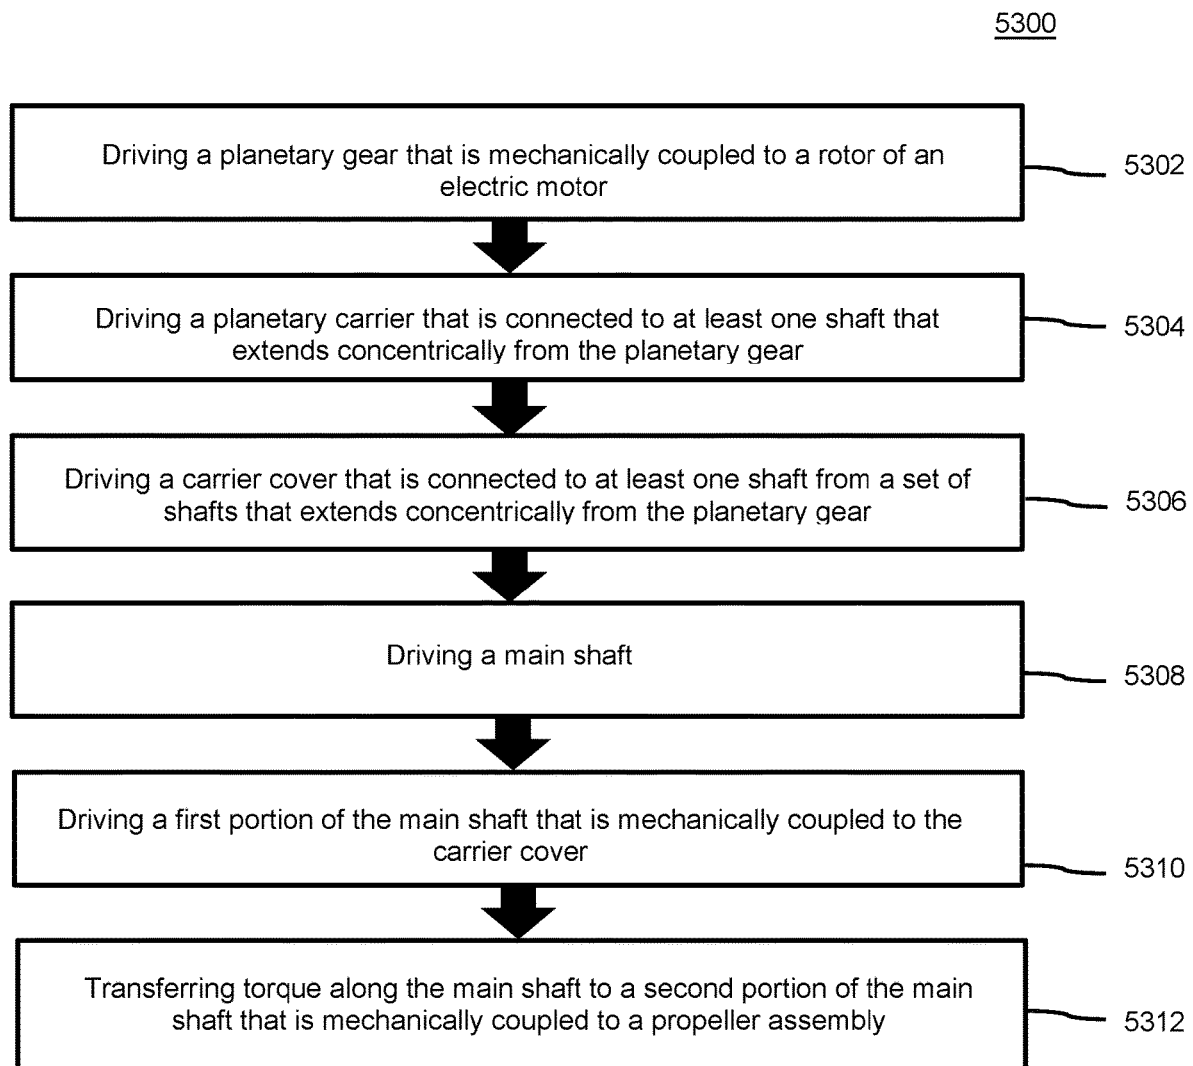 5300
Driving a planetary gear that is mechanically coupled to a rotor of an
electric motor
5302
Driving a planetary carrier that is connected to at least one shaft that
extends concentrically from the planetary gear
5304
Driving a carrier cover that is connected to at least one shaft from a set of
shafts that extends concentrically from the planetary gear
5306
Driving a main shaft
5308
Driving a first portion of the main shaft that is mechanically coupled to the
carrier cover
5310
Transferring torque along the main shaft to a second portion of the main
shaft that is mechanically coupled to a propeller assembly
5312